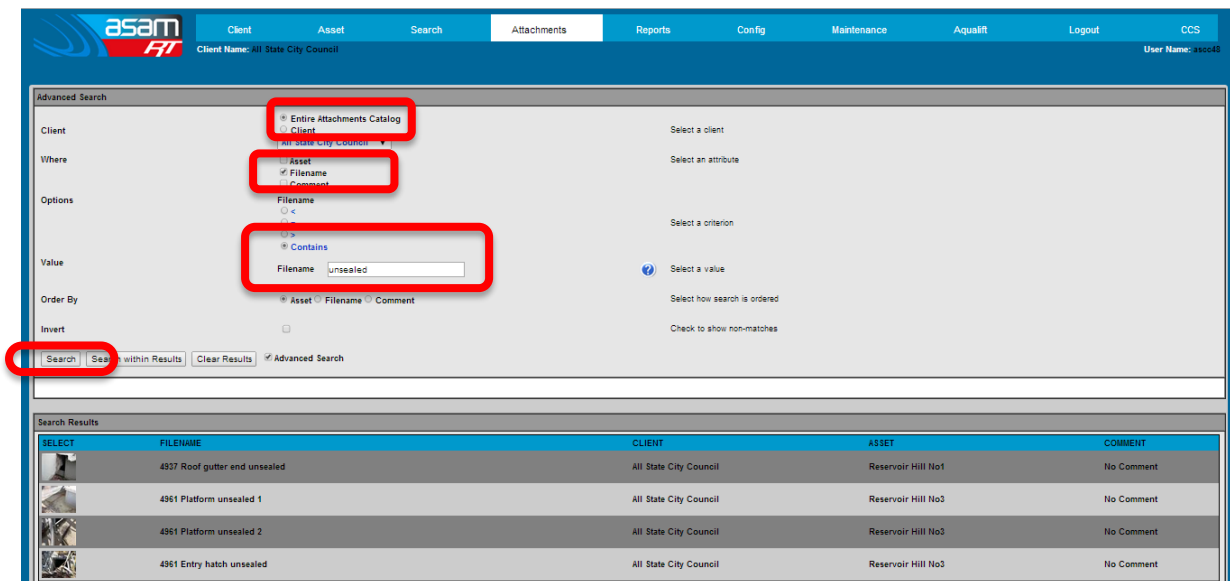 asam RT
Client Asset Search Attachments Reports Config Maintenance Aqualift Logout CCS
Client Name: All State City Council User Name: ascc40
Advanced Search
Client
Entire Attachments Catalog
Client Select a client
All State City Council
Where
Asset Select an attribute
Filename
Comment
Options
Filename
<
= Select a criterion
>
Contains
Value
Filename unsealed ? Select a value
Order By Asset Filename Comment Select how search is ordered
Invert Check to show non-matches
Search Search within Results Clear Results Advanced Search
Search Results
SELECT FILENAME CLIENT ASSET COMMENT
4937 Roof gutter end unsealed All State City Council Reservoir Hill No1 No Comment
4961 Platform unsealed 1 All State City Council Reservoir Hill No3 No Comment
4961 Platform unsealed 2 All State City Council Reservoir Hill No3 No Comment
4961 Entry hatch unsealed All State City Council Reservoir Hill No3 No Comment